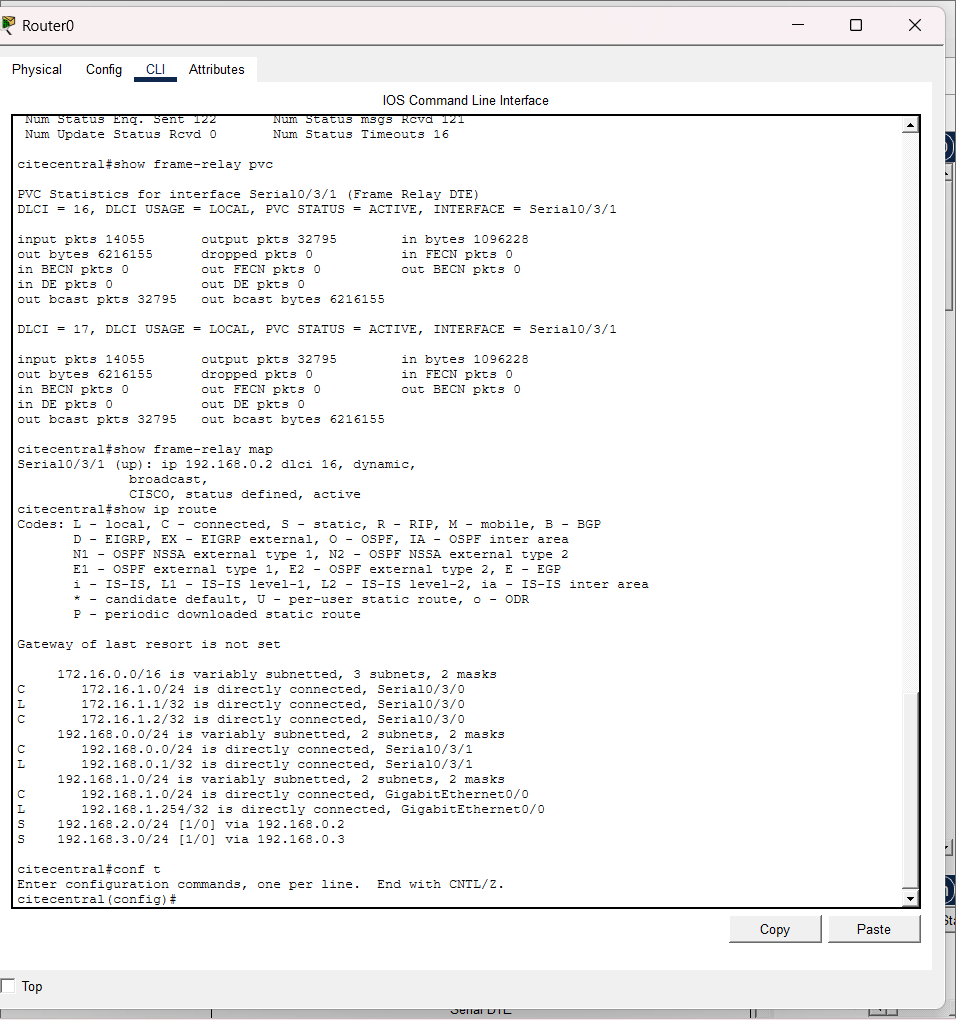 Router0
Physical Config CLI Attributes
IOS Command Line Interface
Num Status Enq. Sent 122 Num Status msgs Rcvd 121
Num Update Status Rcvd 0 Num Status Timeouts 16
citecentral#show frame-relay pvc
PVC Statistics for interface Serial0/3/1 (Frame Relay DTE)
DLCI = 16, DLCI USAGE = LOCAL, PVC STATUS = ACTIVE, INTERFACE = Serial0/3/1
input pkts 14055 output pkts 32795 in bytes 1096228
out bytes 6216155 dropped pkts 0 in FECN pkts 0
in BECN pkts 0 out FECN pkts 0 out BECN pkts 0
in DE pkts 0 out DE pkts 0
out bcast pkts 32795 out bcast bytes 6216155
DLCI = 17, DLCI USAGE = LOCAL, PVC STATUS = ACTIVE, INTERFACE = Serial0/3/1
input pkts 14055 output pkts 32795 in bytes 1096228
out bytes 6216155 dropped pkts 0 in FECN pkts 0
in BECN pkts 0 out FECN pkts 0 out BECN pkts 0
in DE pkts 0 out DE pkts 0
out bcast pkts 32795 out bcast bytes 6216155
citecentral#show frame-relay map
Serial0/3/1 (up): ip 192.168.0.2 dlci 16, dynamic,
broadcast,
CISCO, status defined, active
citecentral#show ip route
Codes: L - local, C - connected, S - static, R - RIP, M - mobile, B - BGP
D - EIGRP, EX - EIGRP external, O - OSPF, IA - OSPF inter area
N1 - OSPF NSSA external type 1, N2 - OSPF NSSA external type 2
E1 - OSPF external type 1, E2 - OSPF external type 2, E - EGP
i - IS-IS, L1 - IS-IS level-1, L2 - IS-IS level-2, ia - IS-IS inter area
* - candidate default, U - per-user static route, o - ODR
P - periodic downloaded static route
Gateway of last resort is not set
172.16.0.0/16 is variably subnetted, 3 subnets, 2 masks
C 172.16.1.0/24 is directly connected, Serial0/3/0
L 172.16.1.1/32 is directly connected, Serial0/3/0
C 172.16.1.2/32 is directly connected, Serial0/3/0
192.168.0.0/24 is variably subnetted, 2 subnets, 2 masks
C 192.168.0.0/24 is directly connected, Serial0/3/1
L 192.168.0.1/32 is directly connected, Serial0/3/1
192.168.1.0/24 is variably subnetted, 2 subnets, 2 masks
C 192.168.1.0/24 is directly connected, GigabitEthernet0/0
L 192.168.1.254/32 is directly connected, GigabitEthernet0/0
S 192.168.2.0/24 [1/0] via 192.168.0.2
S 192.168.3.0/24 [1/0] via 192.168.0.3
citecentral#conf t
Enter configuration commands, one per line. End with CNTL/Z.
citecentral(config)#
Copy Paste
Top
Serial DTE